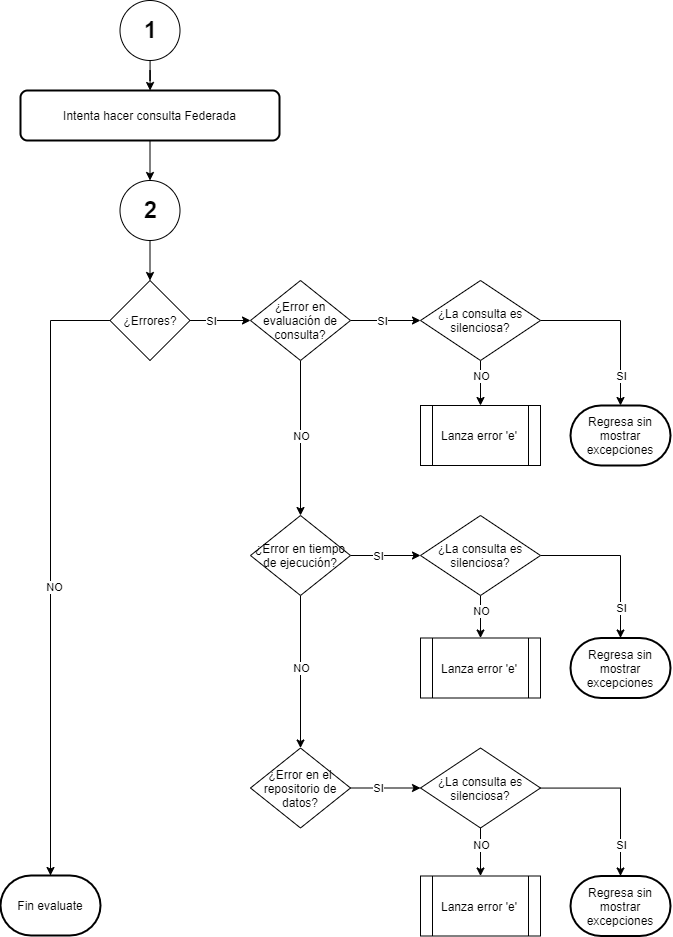 1
Intenta hacer consulta Federada
2
¿Errores?
SI
¿Error en
evaluación de
consulta?
SI
¿La consulta es
silenciosa?
NO
SI
Lanza error 'e'
Regresa sin
mostrar
excepciones
NO
¿Error en tiempo
de ejecución?
SI
¿La consulta es
silenciosa?
NO
NO
SI
Lanza error 'e'
Regresa sin
mostrar
excepciones
NO
¿Error en el
repositorio de
datos?
SI
¿La consulta es
silenciosa?
NO
SI
Fin evaluate
Lanza error 'e'
Regresa sin
mostrar
excepciones